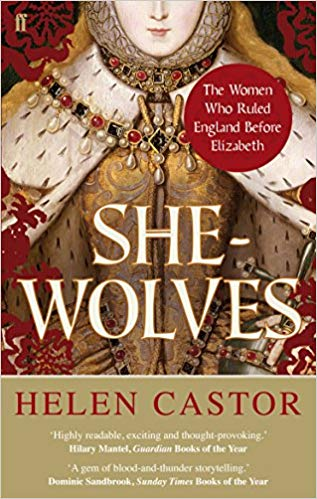 ff
The Women
Who Ruled
England Before
Elizabeth
SHE-
WOLVES
HELEN CASTOR
‘Highly readable, exciting and thought-provoking.’
Hilary Mantel, Guardian Books of the Year
‘A gem of blood-and-thunder storytelling.’
Dominic Sandbrook, Sunday Times Books of the Year